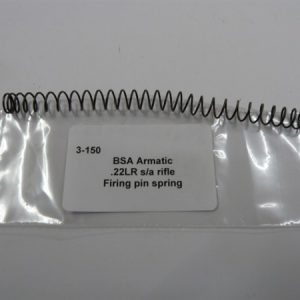 3-150
BSA Armatic
.22LR s/a rifle
Firing pin spring